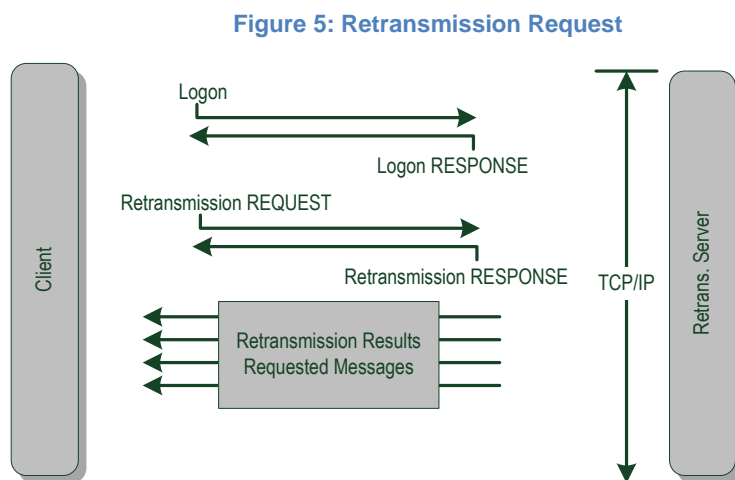 Figure 5: Retransmission Request
Logon
Logon RESPONSE
Retransmission REQUEST
Retransmission RESPONSE
Client
TCP/IP
Retrans. Server
Retransmission Results
Requested Messages